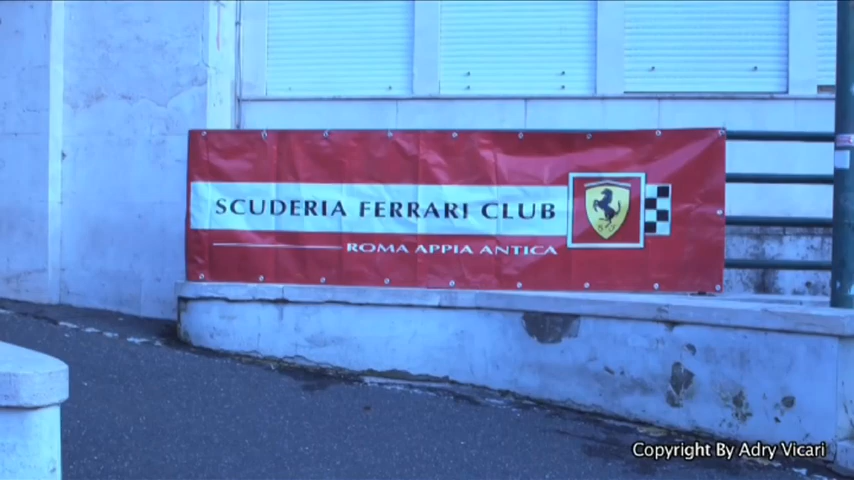 SCUDERIA FERRARI CLUB
ROMA APPIA ANTICA
Copyright By Adry Vicari